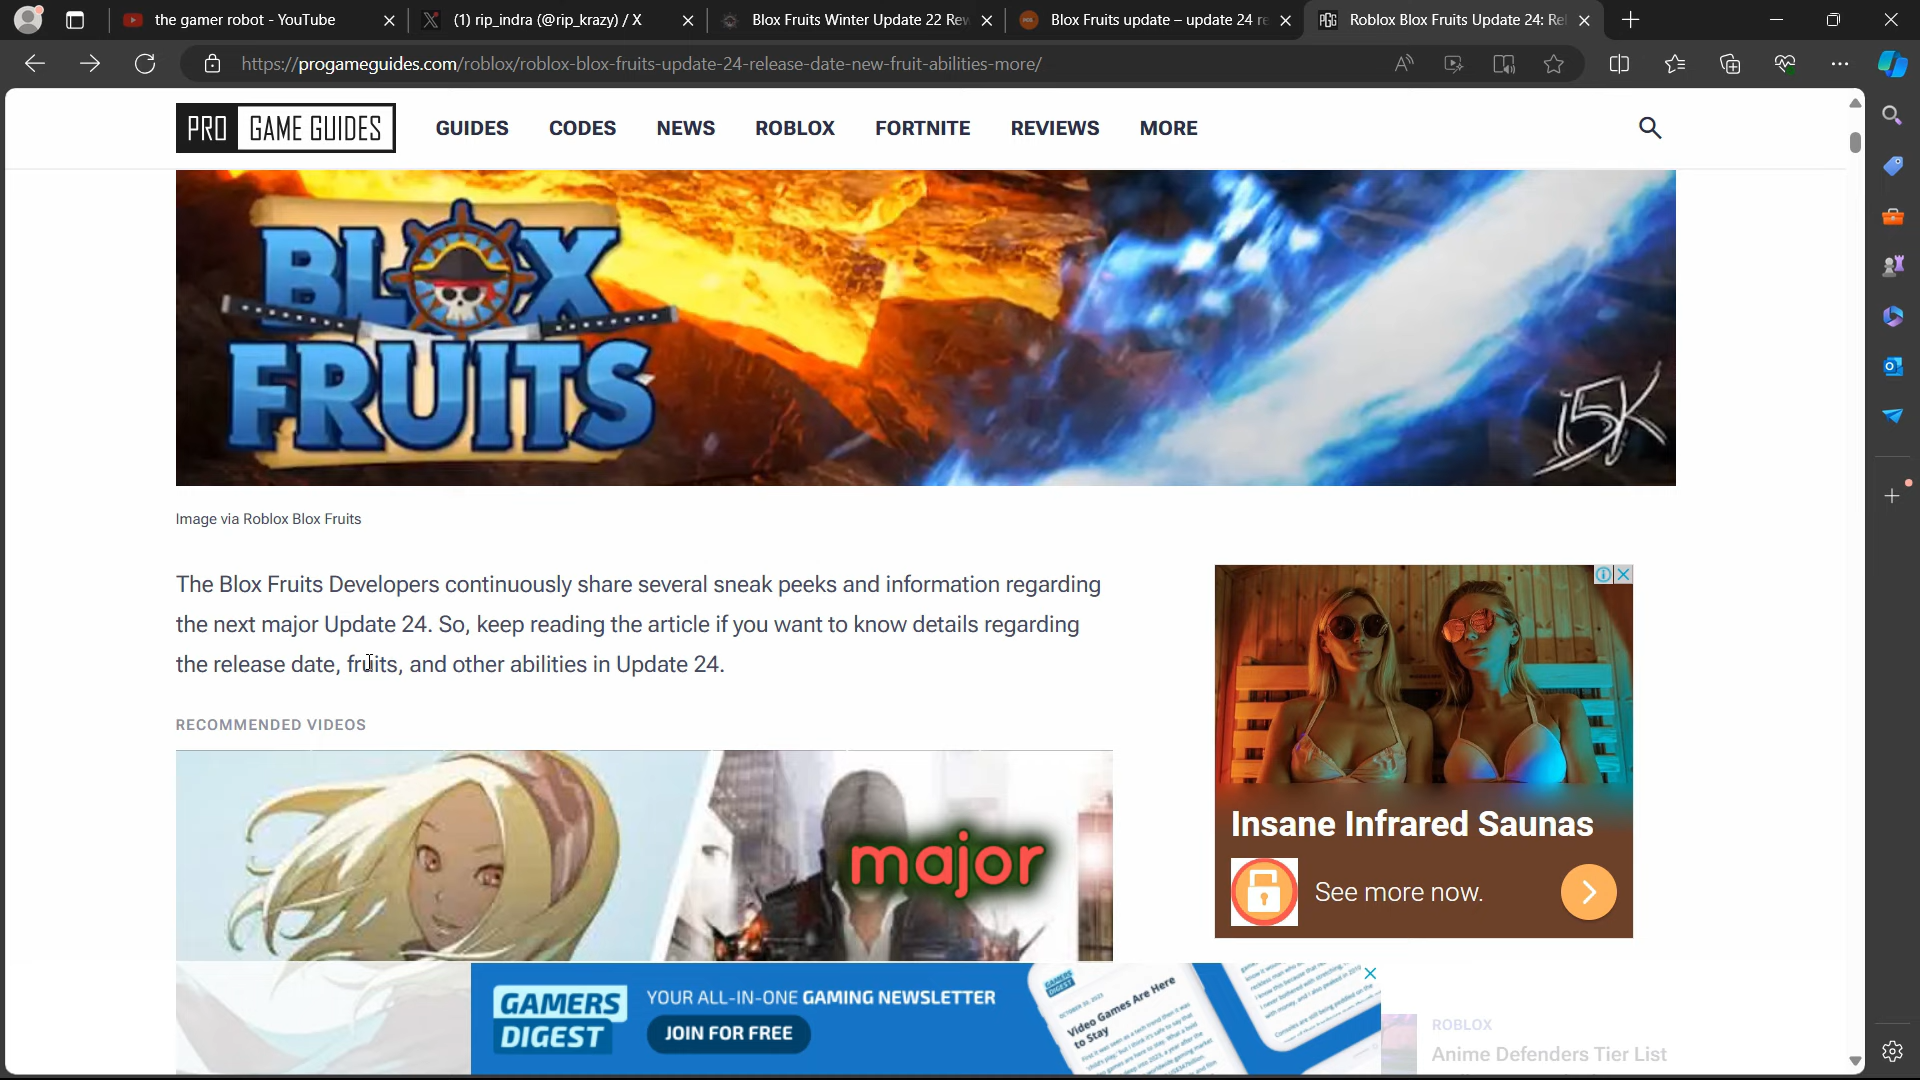 the gamer robot - YouTube
(1) rip_indra (@rip_krazy) / X
Blox Fruits Winter Update 22 Rew
Blox Fruits update – update 24 re
PGG
Roblox Blox Fruits Update 24: Rel
https://progameguides.com/roblox/roblox-blox-fruits-update-24-release-date-new-fruit-abilities-more/
PRO GAME GUIDES
GUIDES
CODES
NEWS
ROBLOX
FORTNITE
REVIEWS
MORE
BLOX
FRUITS
15K
Image via Roblox Blox Fruits
The Blox Fruits Developers continuously share several sneak peeks and information regarding
the next major Update 24. So, keep reading the article if you want to know details regarding
the release date, fruits, and other abilities in Update 24.
RECOMMENDED VIDEOS
major
Insane Infrared Saunas
See more now.
GAMERS
DIGEST
YOUR ALL-IN-ONE GAMING NEWSLETTER
JOIN FOR FREE
GAMERS
DIGEST
Video Games Are Here
to Stay
ROBLOX
Anime Defenders Tier List